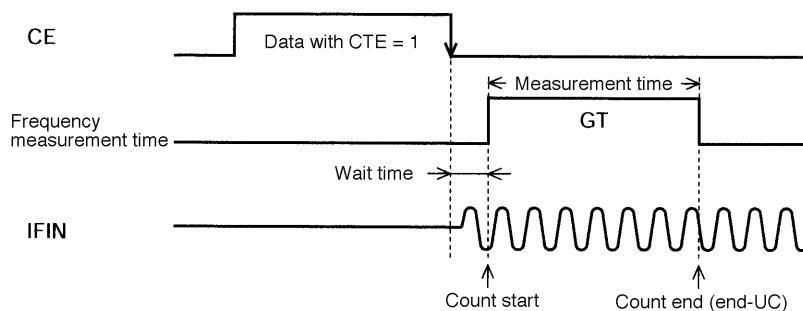 CE
Data with CTE = 1
Measurement time
GT
Frequency
measurement time
Wait time
IFIN
Count start
Count end (end-UC)